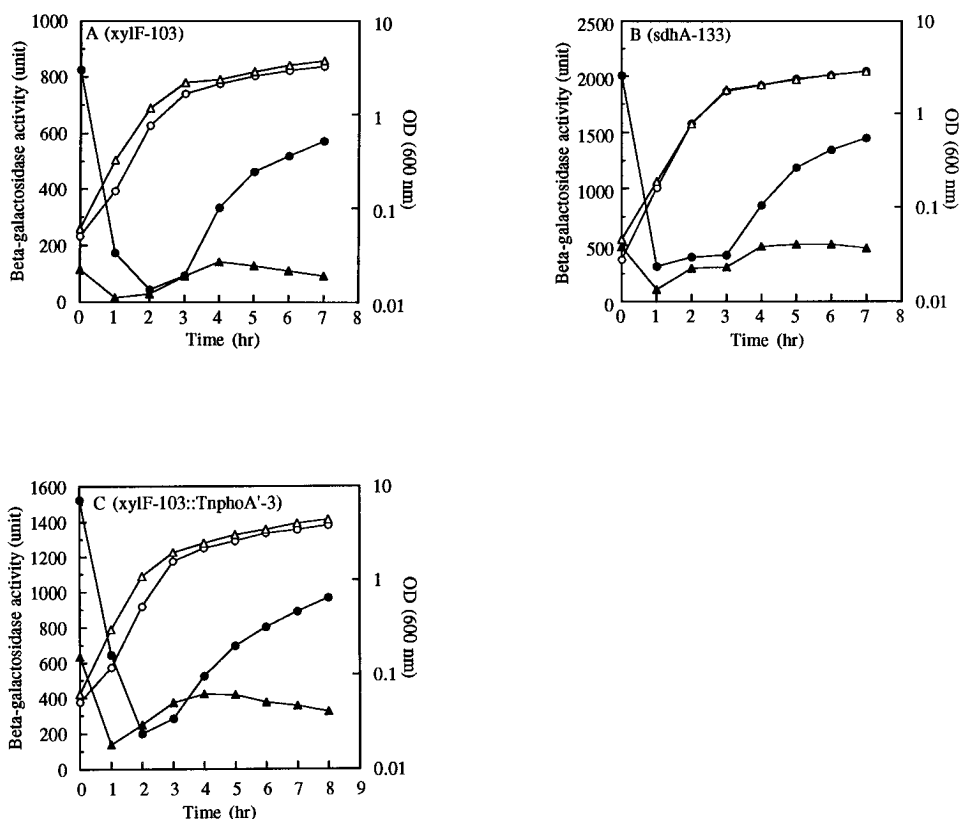 A (xylF-103)
Beta-galactosidase activity (unit)
1000
800
600
400
200
0
10
1
0.1
0.01
OD (600 nm)
0 1 2 3 4 5 6 7 8
Time (hr)
B (sdhA-133)
Beta-galactosidase activity (unit)
2500
2000
1500
1000
500
0
10
1
0.1
0.01
OD (600 nm)
0 1 2 3 4 5 6 7 8
Time (hr)
C (xylF-103::TnphoA'-3)
Beta-galactosidase activity (unit)
1600
1400
1200
1000
800
600
400
200
0
10
1
0.1
0.01
OD (600 nm)
0 1 2 3 4 5 6 7 8 9
Time (hr)